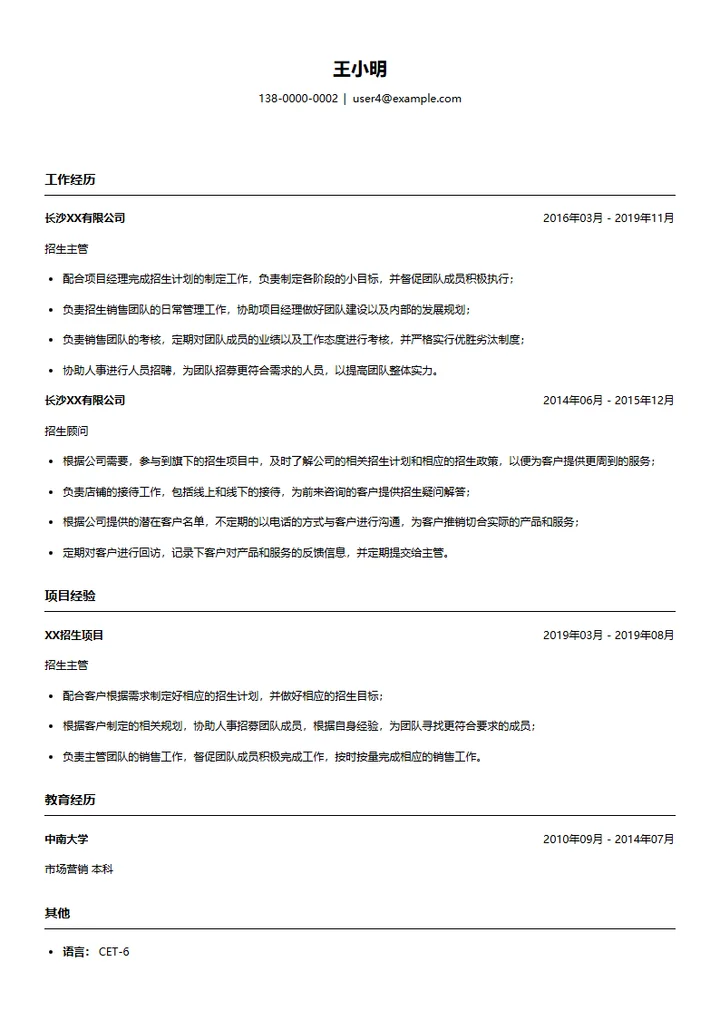 王小明
138-0000-0002 | user4@example.com
工作经历
长沙XX有限公司 2016年03月 - 2019年11月
招生主管
• 配合项目经理完成招生计划的制定工作，负责制定各阶段的小目标，并督促团队成员积极执行；
• 负责招生销售团队的日常管理工作，协助项目经理做好团队建设以及内部的发展规划；
• 负责销售团队的考核，定期对团队成员的业绩以及工作态度进行考核，并严格实行优胜劣汰制度；
• 协助人事进行人员招聘，为团队招募更符合需求的人员，以提高团队整体实力。
长沙XX有限公司 2014年06月 - 2015年12月
招生顾问
• 根据公司需要，参与到旗下的招生项目中，及时了解公司的相关招生计划和相应的招生政策，以便为客户提供更周到的服务；
• 负责店铺的接待工作，包括线上和线下的接待，为前来咨询的客户提供招生疑问解答；
• 根据公司提供的潜在客户名单，不定期的以电话的方式与客户进行沟通，为客户推销切合实际的产品和服务；
• 定期对客户进行回访，记录下客户对产品和服务的反馈信息，并定期提交给主管。
项目经验
XX招生项目 2019年03月 - 2019年08月
招生主管
• 配合客户根据需求制定好相应的招生计划，并做好相应的招生目标；
• 根据客户制定的相关规划，协助人事招募团队成员，根据自身经验，为团队寻找更符合要求的成员；
• 负责主管团队的销售工作，督促团队成员积极完成工作，按时按量完成相应的销售工作。
教育经历
中南大学 2010年09月 - 2014年07月
市场营销 本科
其他
• 语言： CET-6